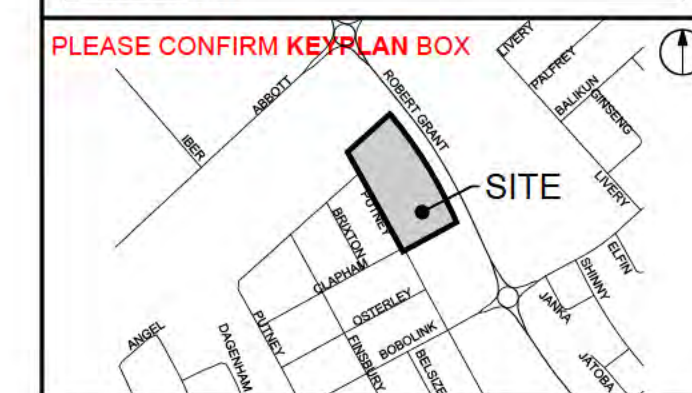 PLEASE CONFIRM KEYPLAN BOX
LIVERY
PALFREY
BALIKUN
GINSENG
ABBOTT
ROBERT GRANT
IBER
SITE
LIVERY
PUTNEY
BRIXTON
CLAPHAM
ELFIN
SHINNY
OSTERLEY
JANKA
PUTNEY
BOBOLINK
ANGEL
DAGENHAM
FINSBURY
BELSIZE
JATOBA